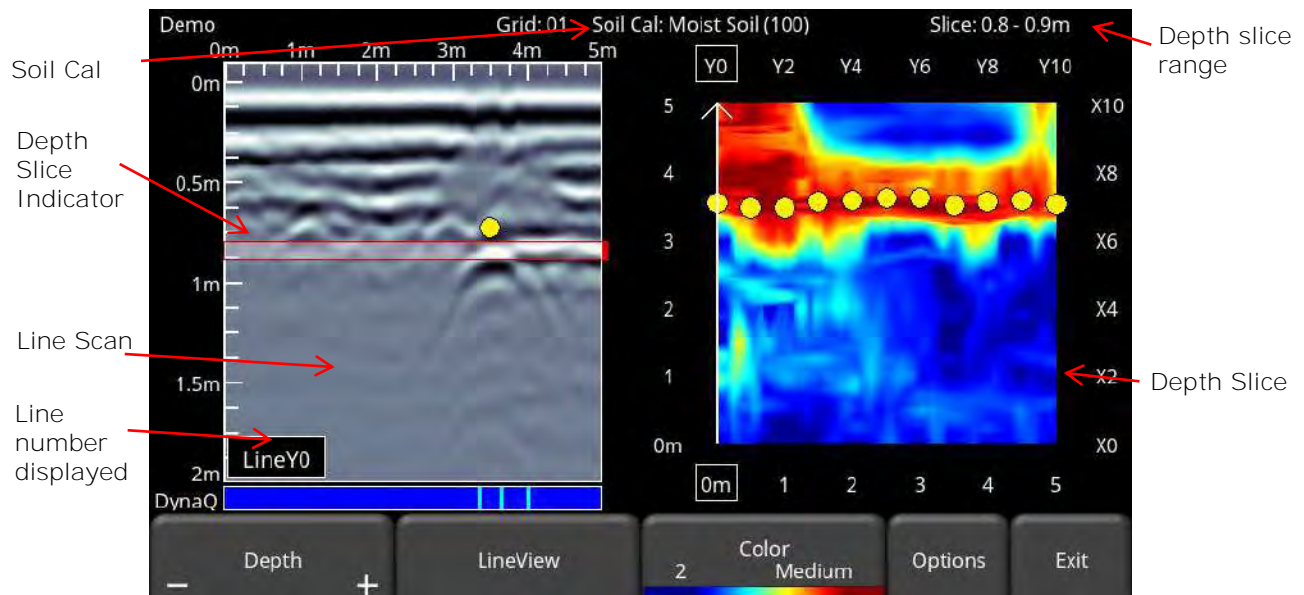 Demo
Grid: 01
Soil Cal: Moist Soil (100)
Slice: 0.8 - 0.9m
Depth slice
range
Soil Cal
Depth
Slice
Indicator
Line Scan
Line
number
displayed
0m 1m 2m 3m 4m 5m
0m
0.5m
1m
1.5m
2m
LineY0
DynaQ
Y0 Y2 Y4 Y6 Y8 Y10
5
4
3
2
1
0m
X10
X8
X6
X4
X2
X0
0m 1 2 3 4 5
Depth Slice
Depth
− +
LineView
Color
2 Medium
Options
Exit